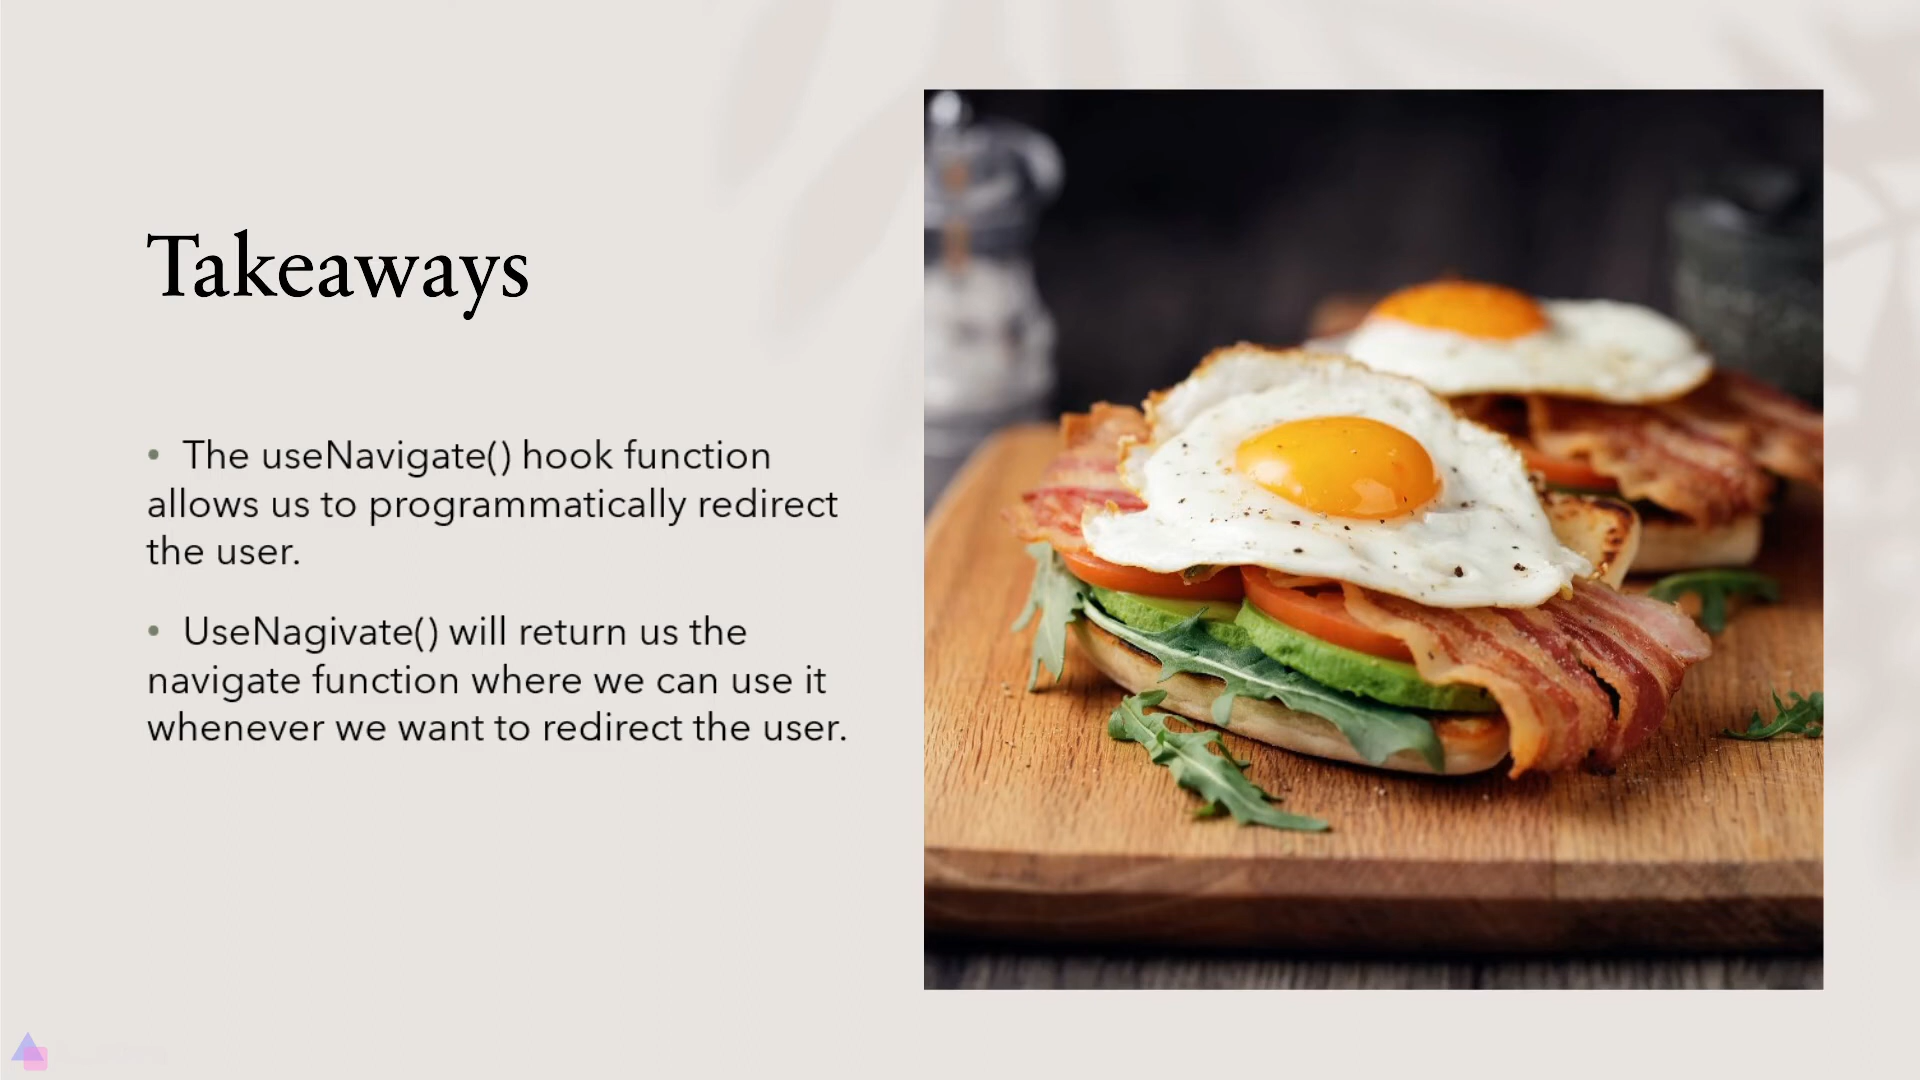 Takeaways
• The useNavigate() hook function
allows us to programmatically redirect
the user.
• UseNagivate() will return us the
navigate function where we can use it
whenever we want to redirect the user.